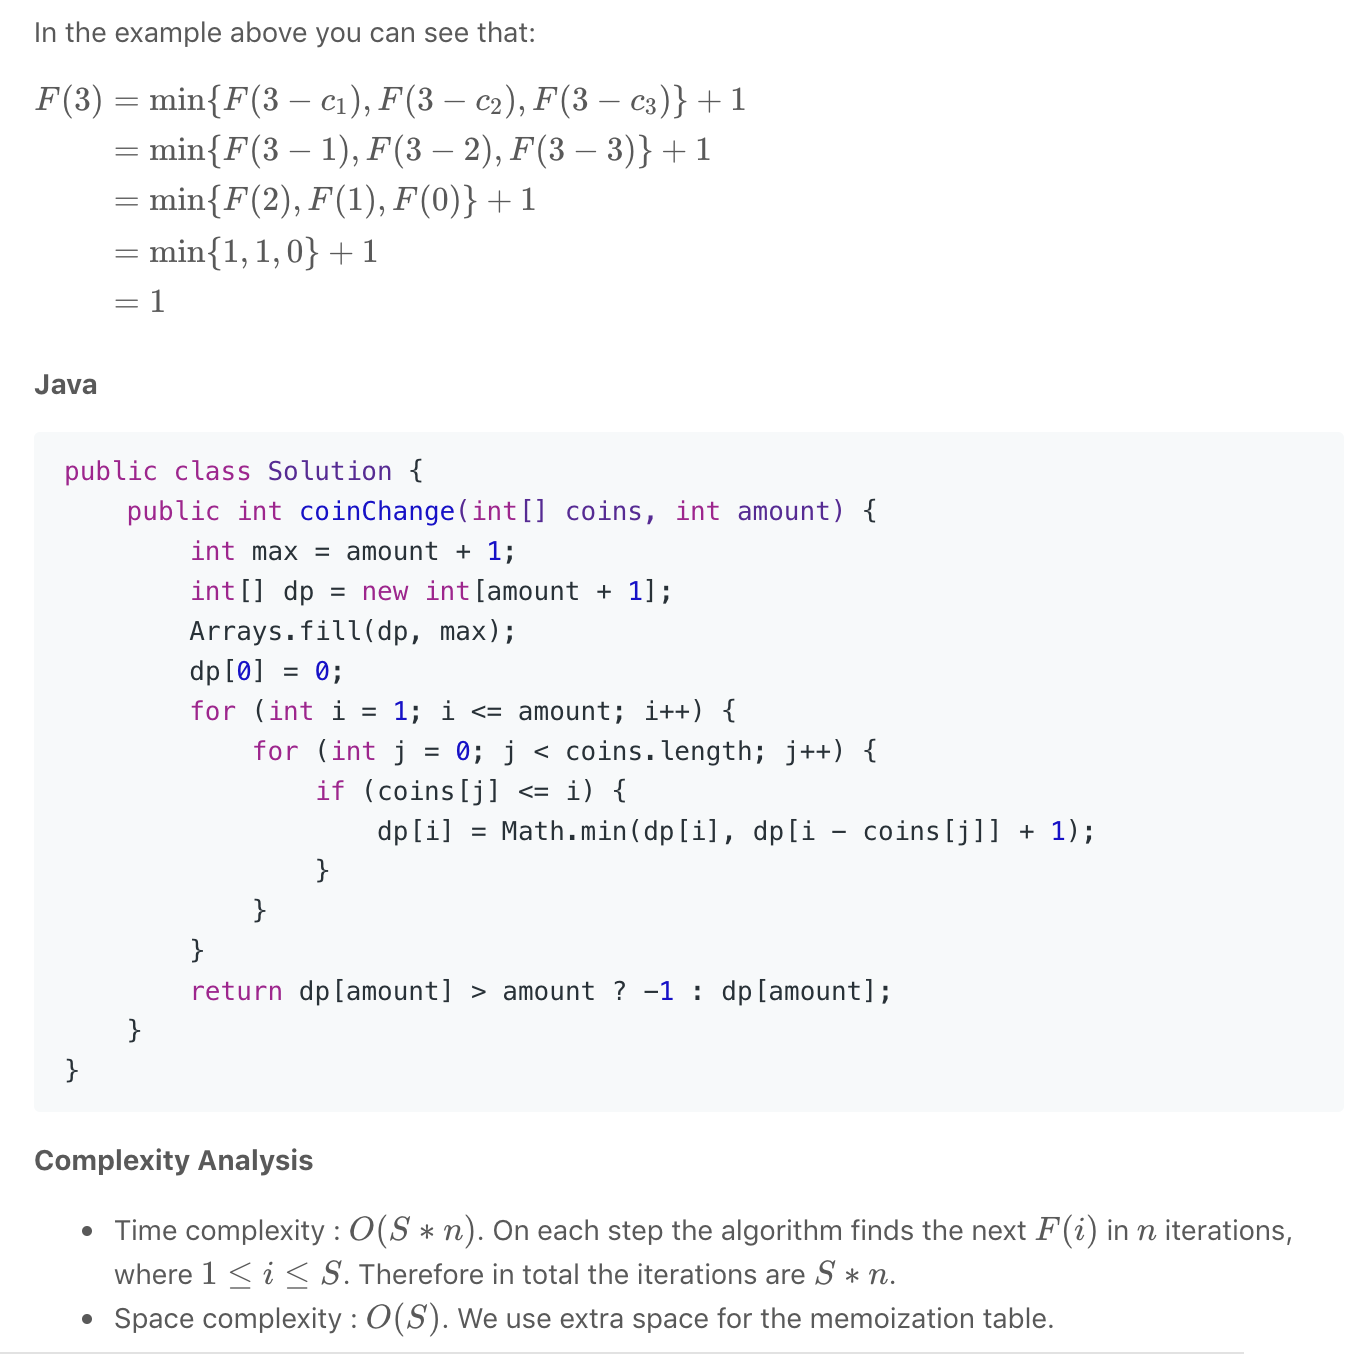 In the example above you can see that:
F(3) = min{F(3 − c₁), F(3 − c₂), F(3 − c₃)} + 1
= min{F(3 − 1), F(3 − 2), F(3 − 3)} + 1
= min{F(2), F(1), F(0)} + 1
= min{1, 1, 0} + 1
= 1
Java
public class Solution {
    public int coinChange(int[] coins, int amount) {
        int max = amount + 1;
        int[] dp = new int[amount + 1];
        Arrays.fill(dp, max);
        dp[0] = 0;
        for (int i = 1; i <= amount; i++) {
            for (int j = 0; j < coins.length; j++) {
                if (coins[j] <= i) {
                    dp[i] = Math.min(dp[i], dp[i − coins[j]] + 1);
                }
            }
        }
        return dp[amount] > amount ? −1 : dp[amount];
    }
}
Complexity Analysis
• Time complexity : O(S ∗ n). On each step the algorithm finds the next F(i) in n iterations,
where 1 ≤ i ≤ S. Therefore in total the iterations are S ∗ n.
• Space complexity : O(S). We use extra space for the memoization table.